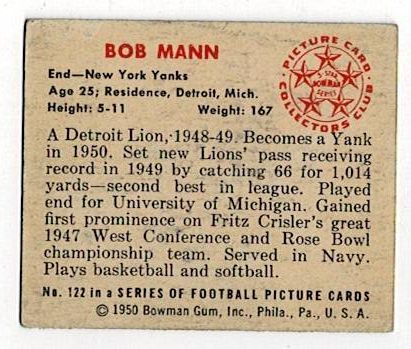 BOB MANN
End—New York Yanks
Age 25; Residence, Detroit, Mich.
Height: 5-11 Weight: 167
PICTURE CARD
COLLECTORS CLUB
5 STAR
BOWMAN
SERIES
A Detroit Lion, 1948-49. Becomes a Yank
in 1950. Set new Lions' pass receiving
record in 1949 by catching 66 for 1,014
yards—second best in league. Played
end for University of Michigan. Gained
first prominence on Fritz Crisler's great
1947 West Conference and Rose Bowl
championship team. Served in Navy.
Plays basketball and softball.
No. 122 in a SERIES OF FOOTBALL PICTURE CARDS
© 1950 Bowman Gum, Inc., Phila., Pa., U. S. A.